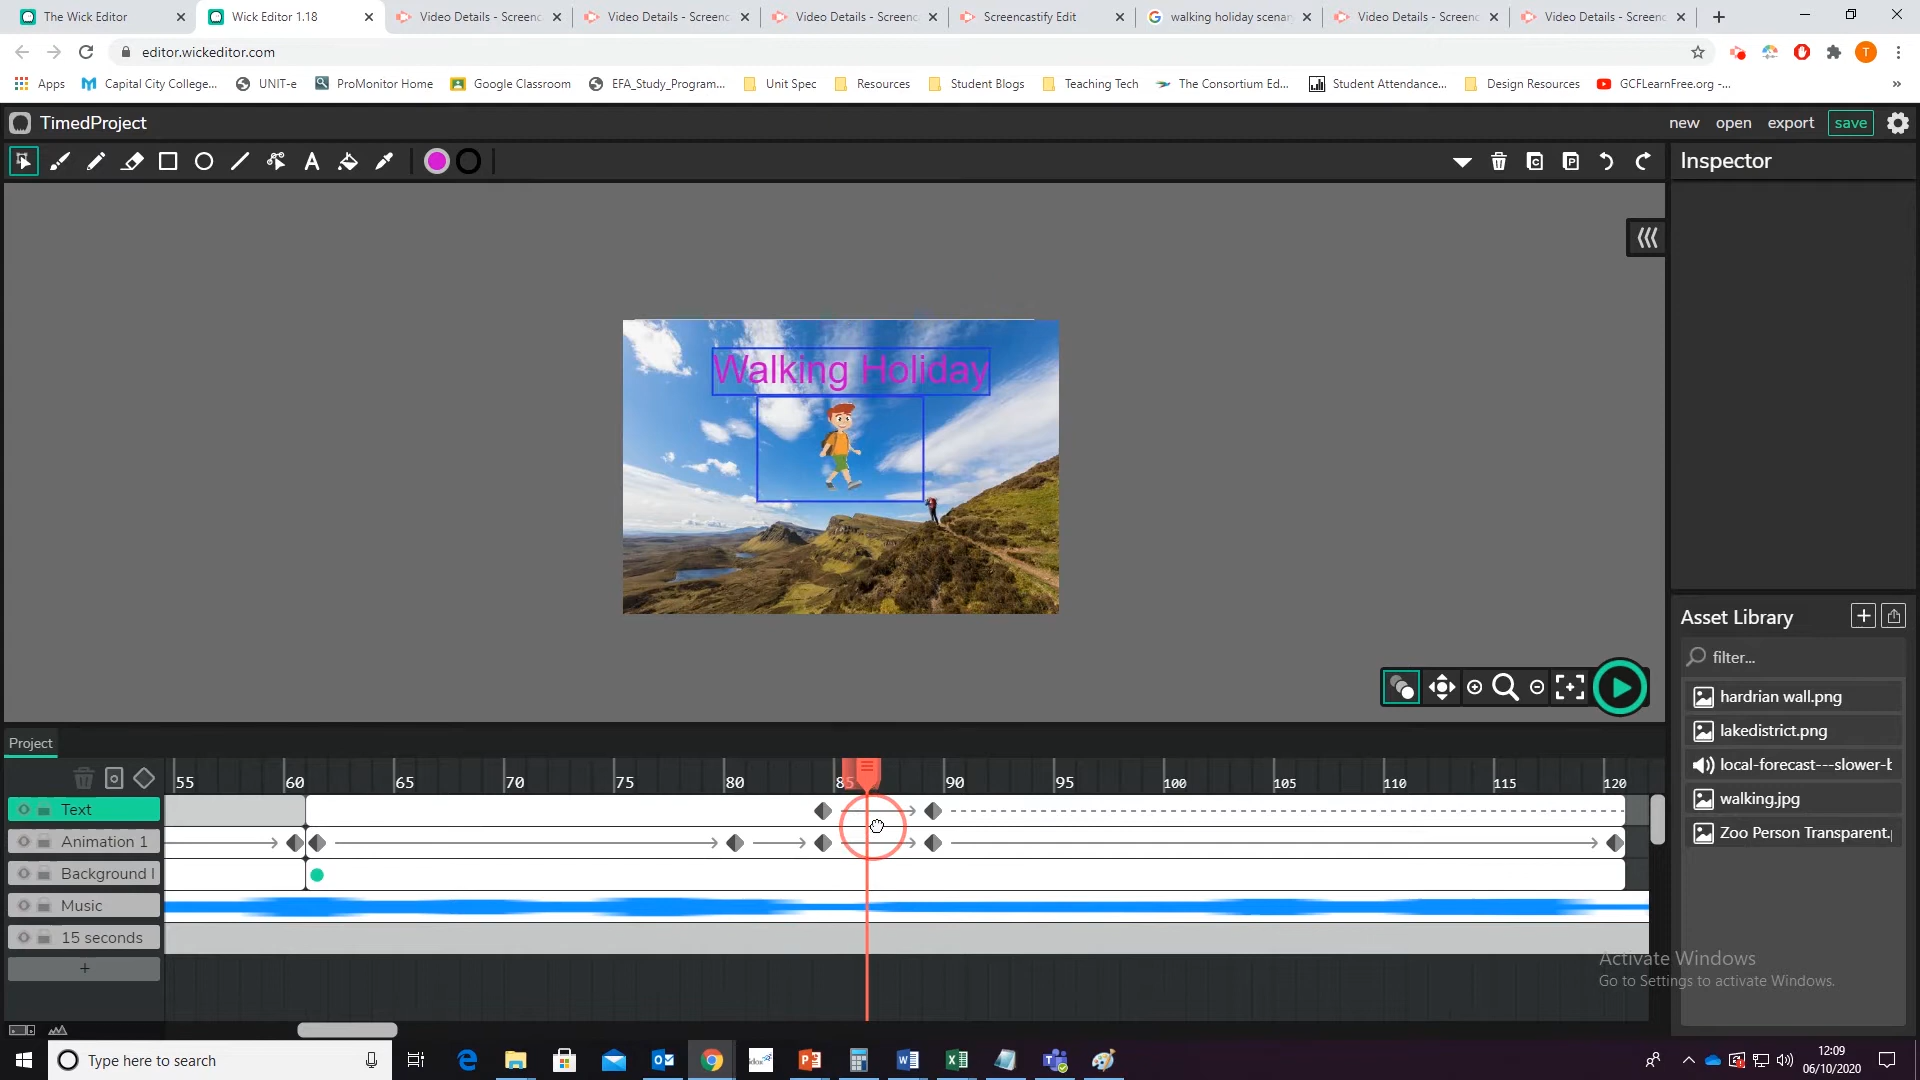 The Wick Editor
Wick Editor 1.18
Video Details - Screenc
Video Details - Screenc
Video Details - Screenc
Screencastify Edit
walking holiday scenar
Video Details - Screenc
Video Details - Screenc
editor.wickeditor.com
T
Apps
Capital City College...
UNIT-e
ProMonitor Home
Google Classroom
EFA_Study_Program...
Unit Spec
Resources
Student Blogs
Teaching Tech
The Consortium Ed...
Student Attendance...
Design Resources
GCFLearnFree.org -...
TimedProject
new
open
export
save
Inspector
Walking Holiday
Asset Library
filter...
hardrian wall.png
lakedistrict.png
local-forecast---slower-b
walking.jpg
Zoo Person Transparent.
Project
55 60 65 70 75 80 85 90 95 100 105 110 115 120
Text
Animation 1
Background I
Music
15 seconds
Activate Windows
Go to Settings to activate Windows.
Type here to search
12:09
06/10/2020